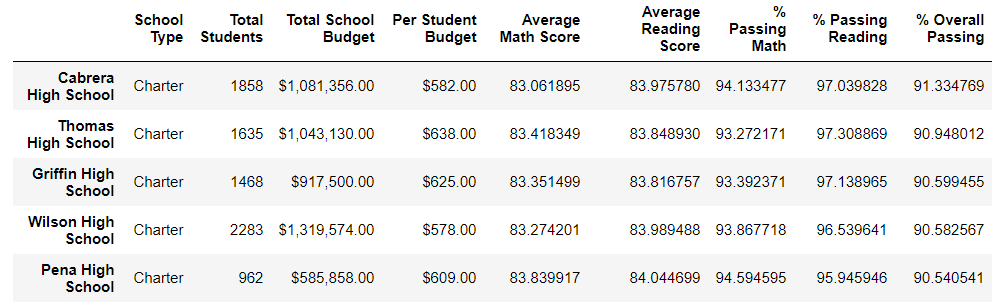 School Type Total Students Total School Budget Per Student Budget Average Math Score Average Reading Score % Passing Math % Passing Reading % Overall Passing
Cabrera High School Charter 1858 $1,081,356.00 $582.00 83.061895 83.975780 94.133477 97.039828 91.334769
Thomas High School Charter 1635 $1,043,130.00 $638.00 83.418349 83.848930 93.272171 97.308869 90.948012
Griffin High School Charter 1468 $917,500.00 $625.00 83.351499 83.816757 93.392371 97.138965 90.599455
Wilson High School Charter 2283 $1,319,574.00 $578.00 83.274201 83.989488 93.867718 96.539641 90.582567
Pena High School Charter 962 $585,858.00 $609.00 83.839917 84.044699 94.594595 95.945946 90.540541